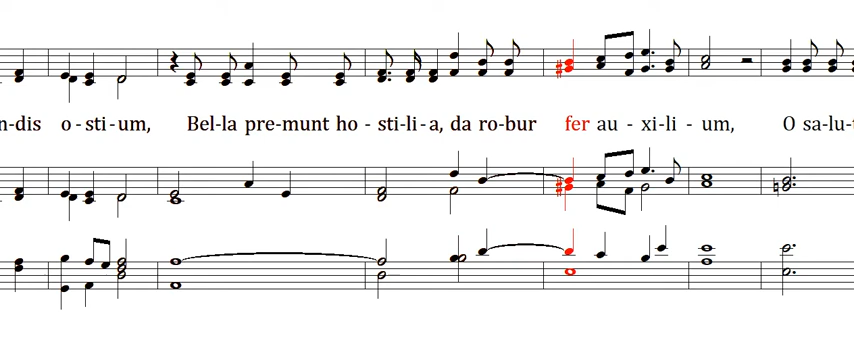 n-dis o-sti-um, Bel-la pre-munt ho - sti-li-a, da ro-bur fer au - xi-li - um, O sa-lu-